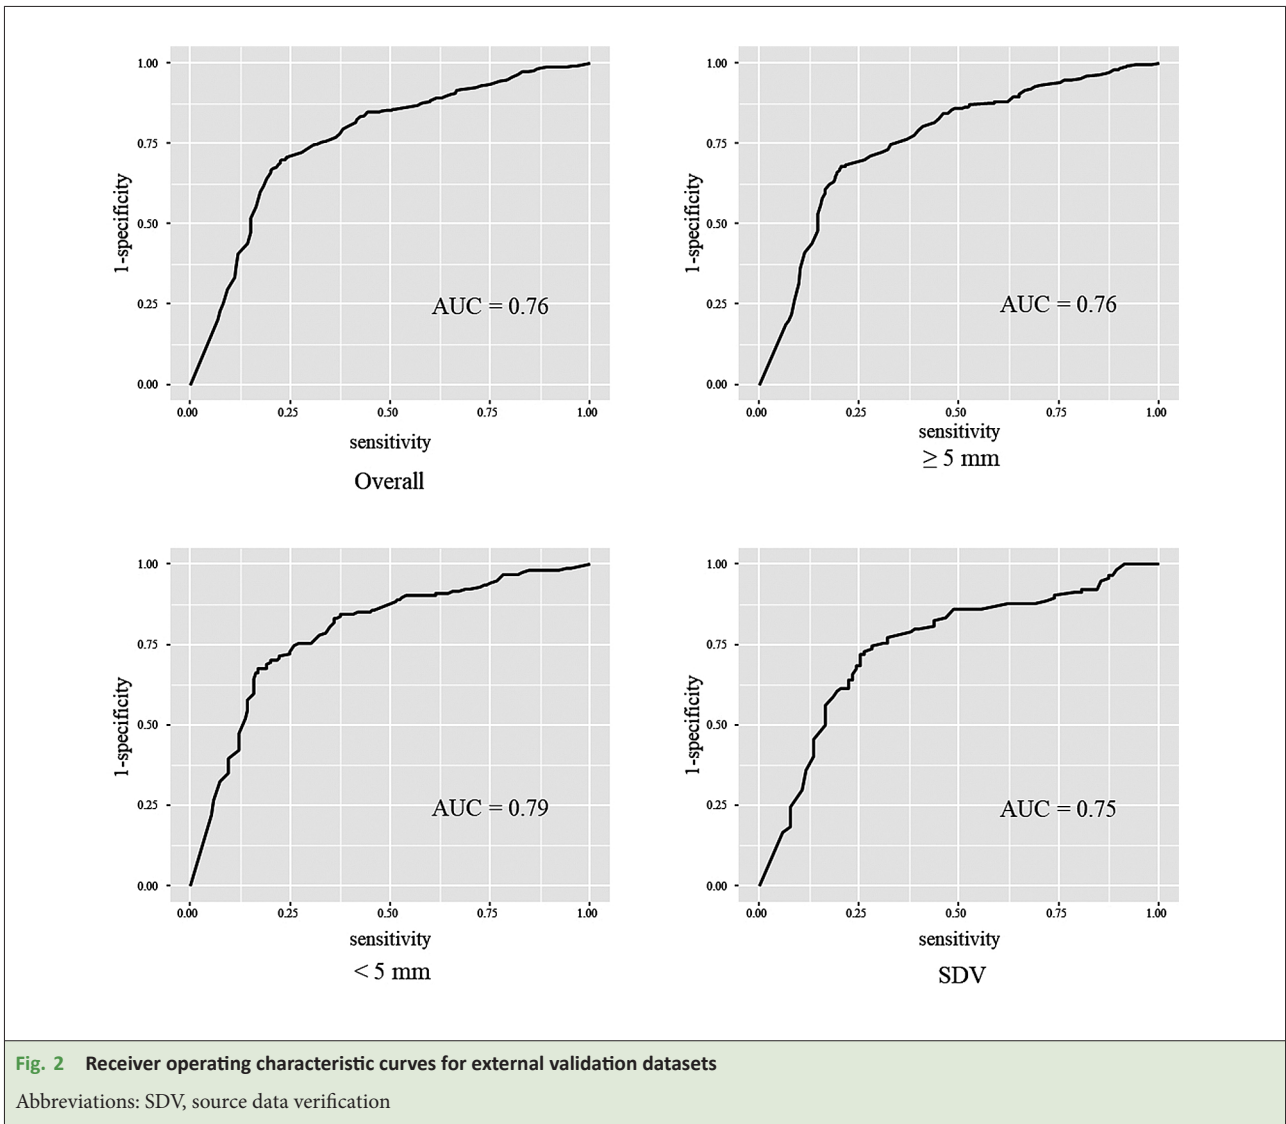 1.00
0.75
0.50
0.25
0.00
1-specificity
AUC = 0.76
0.00 0.25 0.50 0.75 1.00
sensitivity
Overall
1.00
0.75
0.50
0.25
0.00
1-specificity
AUC = 0.76
0.00 0.25 0.50 0.75 1.00
sensitivity
≥ 5 mm
1.00
0.75
0.50
0.25
0.00
1-specificity
AUC = 0.79
0.00 0.25 0.50 0.75 1.00
sensitivity
< 5 mm
1.00
0.75
0.50
0.25
0.00
1-specificity
AUC = 0.75
0.00 0.25 0.50 0.75 1.00
sensitivity
SDV
Fig. 2 Receiver operating characteristic curves for external validation datasets
Abbreviations: SDV, source data verification